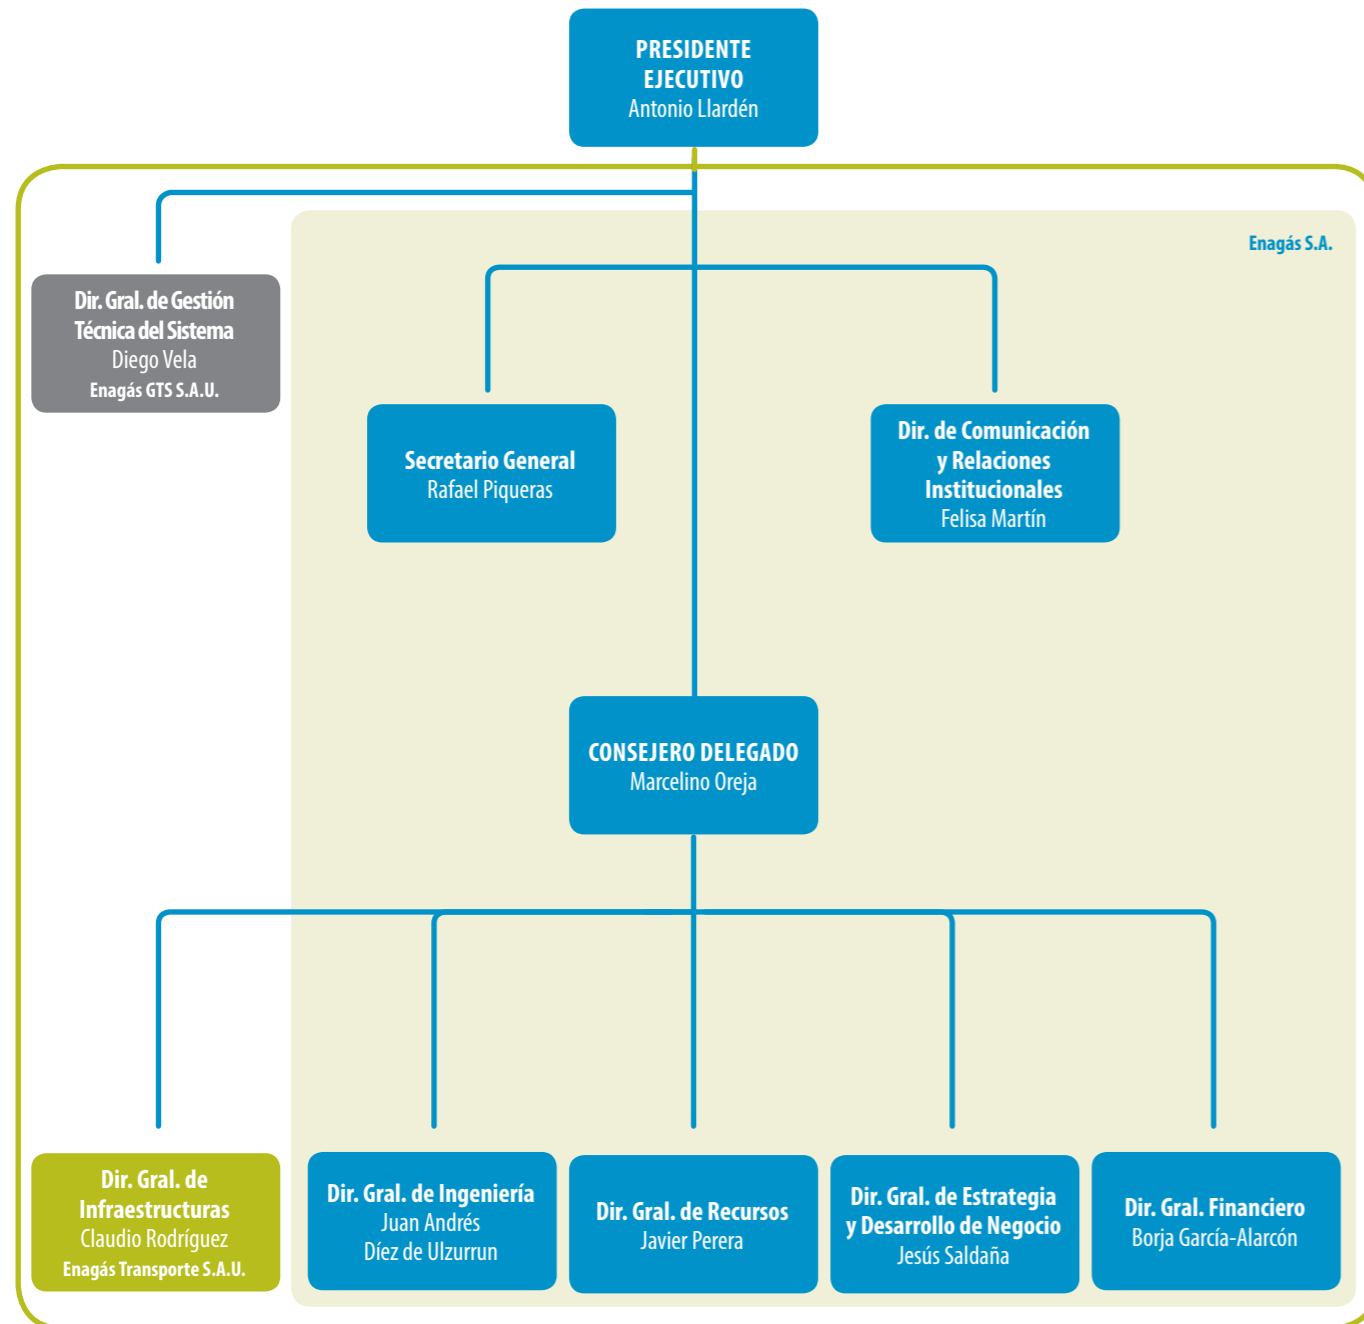 PRESIDENTE
EJECUTIVO
Antonio Llardén
Enagás S.A.
Dir. Gral. de Gestión
Técnica del Sistema
Diego Vela
Enagás GTS S.A.U.
Secretario General
Rafael Piqueras
Dir. de Comunicación
y Relaciones
Institucionales
Felisa Martín
CONSEJERO DELEGADO
Marcelino Oreja
Dir. Gral. de
Infraestructuras
Claudio Rodríguez
Enagás Transporte S.A.U.
Dir. Gral. de Ingeniería
Juan Andrés
Díez de Ulzurrun
Dir. Gral. de Recursos
Javier Perera
Dir. Gral. de Estrategia
y Desarrollo de Negocio
Jesús Saldaña
Dir. Gral. Financiero
Borja García-Alarcón